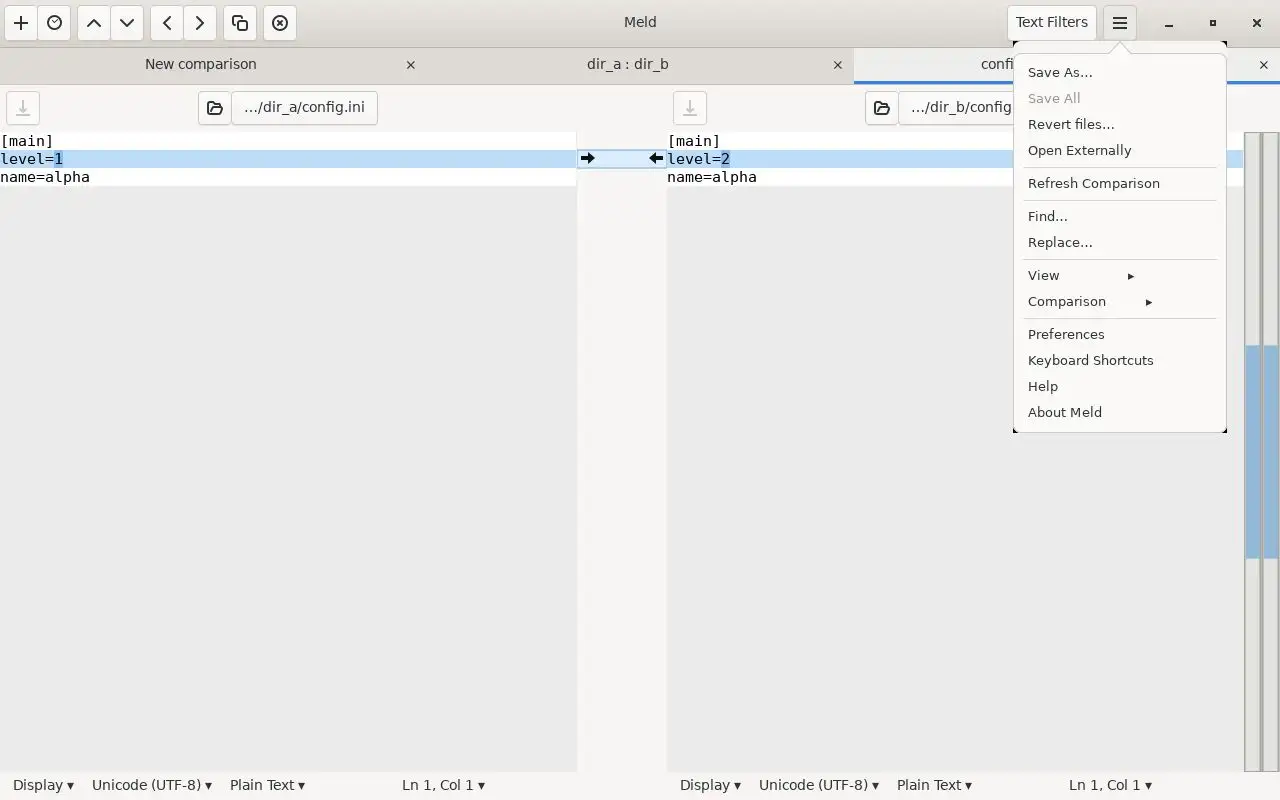 Meld
Text Filters
New comparison
dir_a : dir_b
confi
.../dir_a/config.ini
.../dir_b/config
[main]
level=1
name=alpha
[main]
level=2
name=alpha
Save As...
Save All
Revert files...
Open Externally
Refresh Comparison
Find...
Replace...
View
Comparison
Preferences
Keyboard Shortcuts
Help
About Meld
Display ▾ Unicode (UTF-8) ▾ Plain Text ▾ Ln 1, Col 1 ▾
Display ▾ Unicode (UTF-8) ▾ Plain Text ▾ Ln 1, Col 1 ▾